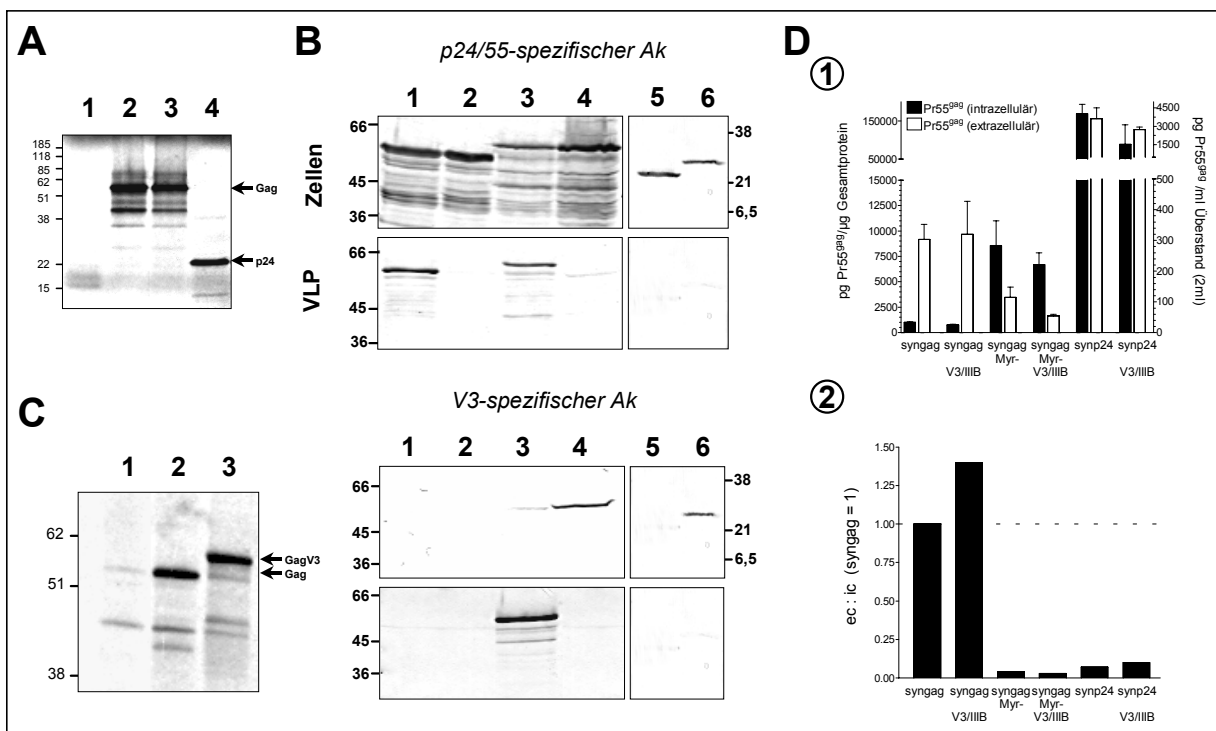 A
1 2 3 4
185
118
85
62
51
38
22
15
Gag
p24
B
p24/55-spezifischer Ak
1 2 3 4 5 6
Zellen
66
45
36
38
21
6,5
VLP
66
45
36
V3-spezifischer Ak
1 2 3 4 5 6
66
45
36
38
21
6,5
66
45
36
C
1 2 3
62
51
38
GagV3
Gag
D
1
Pr55gag (intrazellulär)
Pr55gag (extrazellulär)
pg Pr55gag/µg Gesamtprotein
150000
50000
15000
12500
10000
7500
5000
2500
0
pg Pr55gag /ml Überstand (2ml)
4500
3000
1500
500
400
300
200
100
0
syngag
syngag V3/IIIB
syngag Myr-
syngag Myr- V3/IIIB
synp24
synp24 V3/IIIB
2
ec : ic (syngag = 1)
1.50
1.25
1.00
0.75
0.50
0.25
0.00
syngag
syngag V3/IIIB
syngag Myr-
syngag Myr- V3/IIIB
synp24
synp24 V3/IIIB